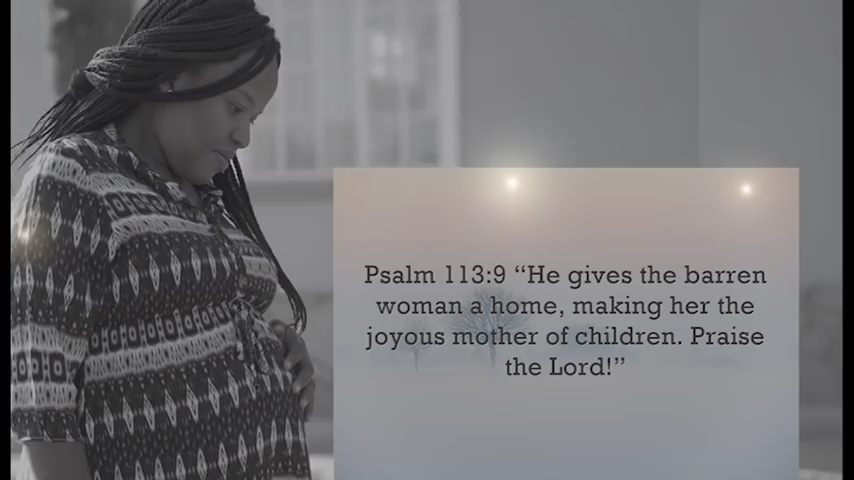 Psalm 113:9 “He gives the barren
woman a home, making her the
joyous mother of children. Praise
the Lord!”